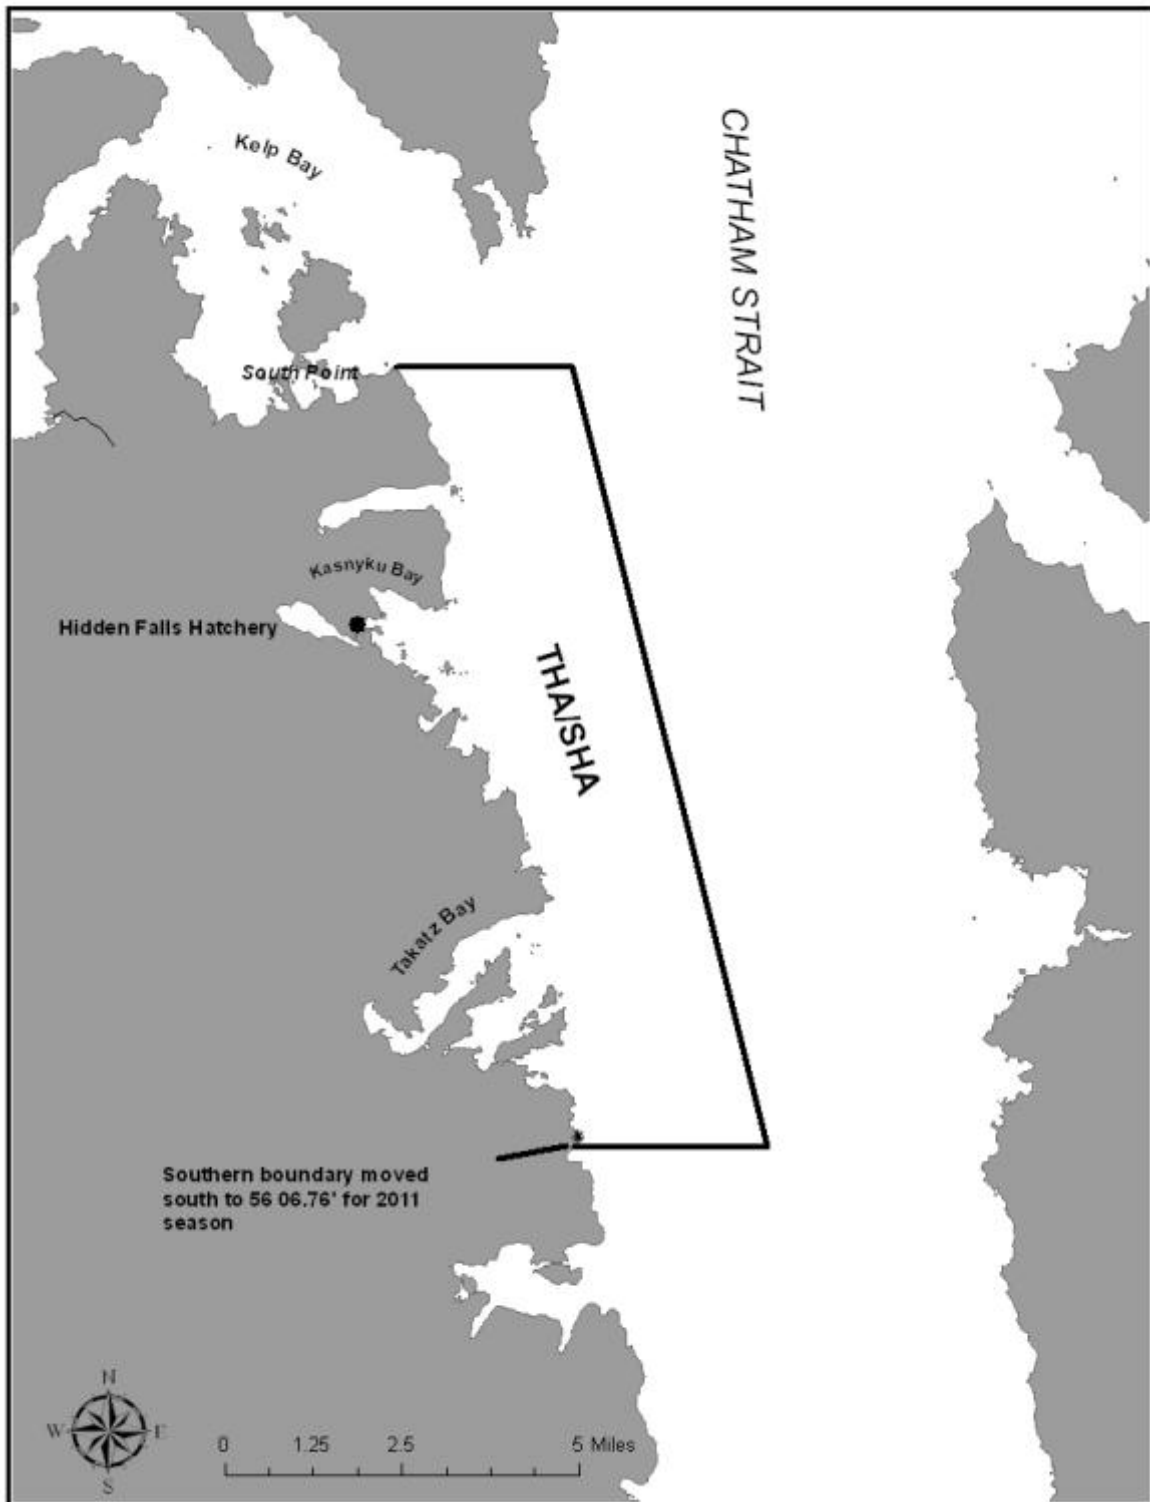 Kelp Bay
CHATHAM STRAIT
South Point
Kasnyku Bay
Hidden Falls Hatchery
THA/SHA
Takatz Bay
Southern boundary moved
south to 56 06.76' for 2011
season
N
W E
S
0 1.25 2.5 5 Miles